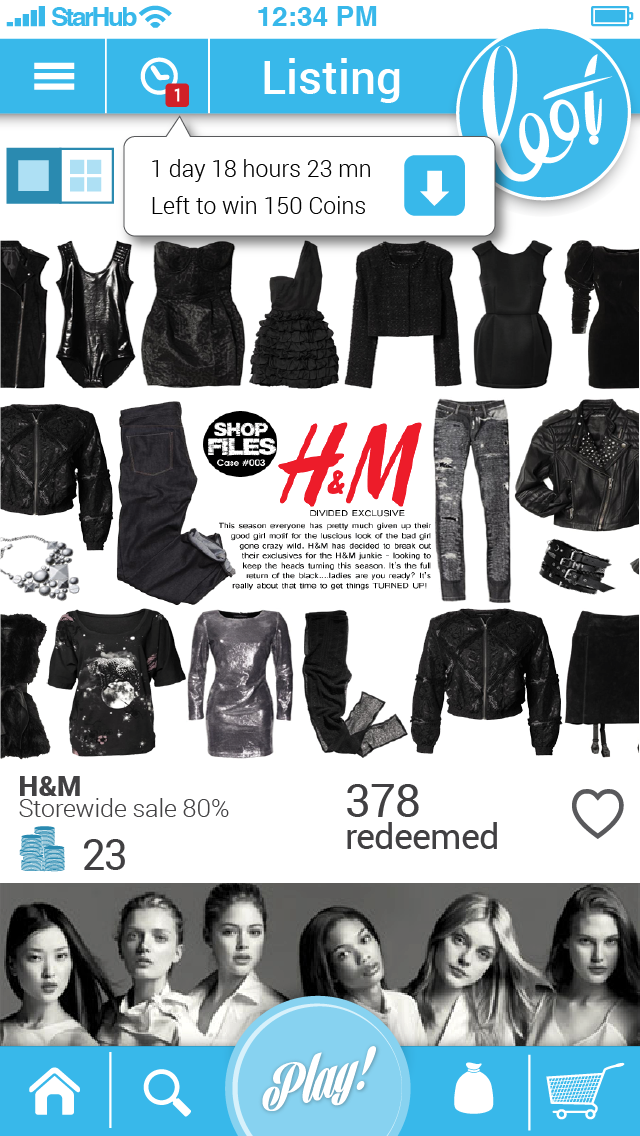 StarHub
12:34 PM
1
Listing
loot!
1 day 18 hours 23 mn
Left to win 150 Coins
SHOP
FILES
Case #003
H&M
DIVIDED EXCLUSIVE
This season everyone has pretty much given up their
good girl motif for the luscious look of the bad girl
gone crazy wild. H&M has decided to break out
their exclusives for the H&M junkie - looking to
keep the heads turning this season. It's the full
return of the black....ladies are you ready? It's
really about that time to get things TURNED UP!
H&M
Storewide sale 80%
23
378
redeemed
Play!